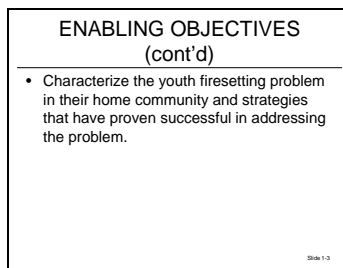 ENABLING OBJECTIVES
(cont'd)
• Characterize the youth firesetting problem
in their home community and strategies
that have proven successful in addressing
the problem.
Slide 1-3